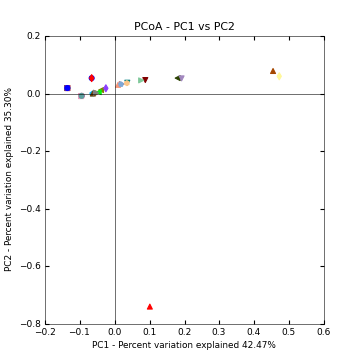 PCoA - PC1 vs PC2
PC2 - Percent variation explained 35.30%
0.2
0.0
−0.2
−0.4
−0.6
−0.8
−0.2 −0.1 0.0 0.1 0.2 0.3 0.4 0.5 0.6
PC1 - Percent variation explained 42.47%